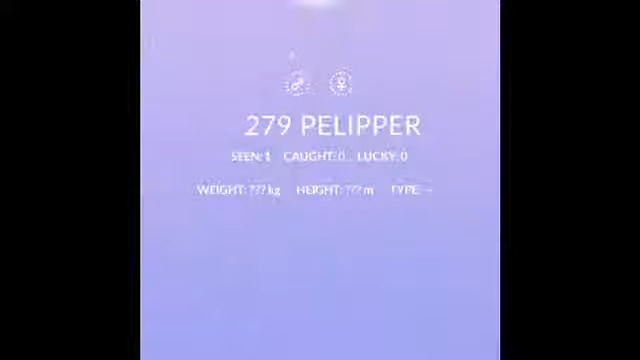 279 PELIPPER
SEEN: 1 CAUGHT: 0 LUCKY: 0
WEIGHT: ??? kg HEIGHT: ??? m TYPE: --